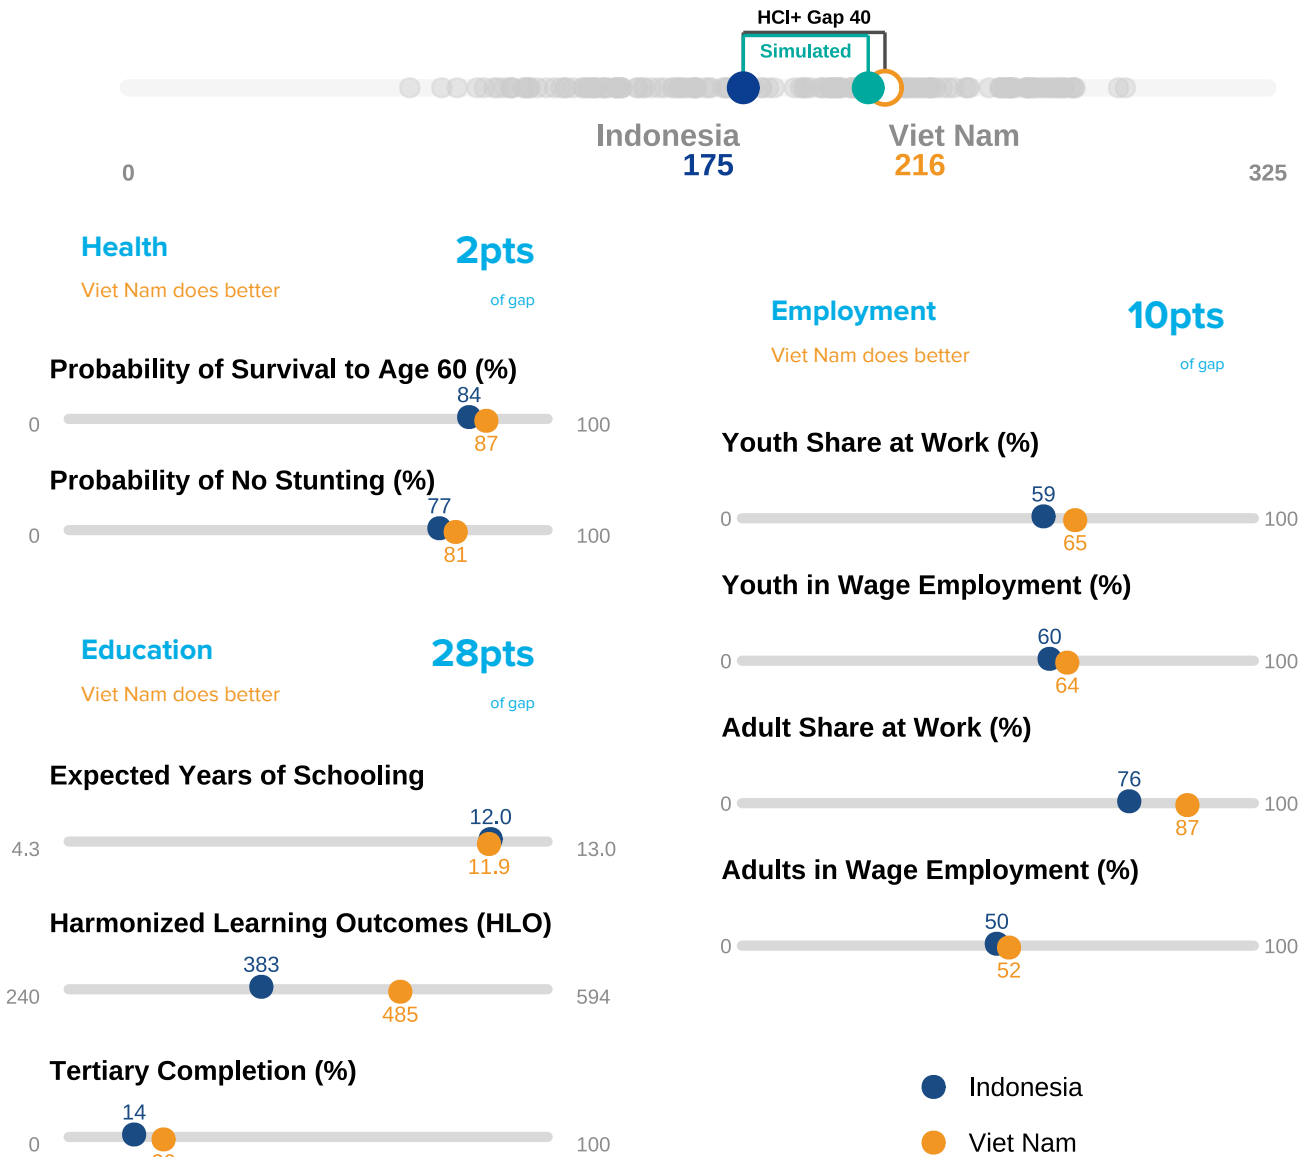 HCI+ Gap 40
Simulated
Indonesia
175
Viet Nam
216
0
325
Health
2pts
Viet Nam does better
of gap
Probability of Survival to Age 60 (%)
84
0
100
87
Probability of No Stunting (%)
77
0
100
81
Education
28pts
Viet Nam does better
of gap
Expected Years of Schooling
12.0
4.3
13.0
11.9
Harmonized Learning Outcomes (HLO)
383
240
594
485
Tertiary Completion (%)
14
0
100
Employment
10pts
Viet Nam does better
of gap
Youth Share at Work (%)
59
0
100
65
Youth in Wage Employment (%)
60
0
100
64
Adult Share at Work (%)
76
0
100
87
Adults in Wage Employment (%)
50
0
100
52
Indonesia
Viet Nam